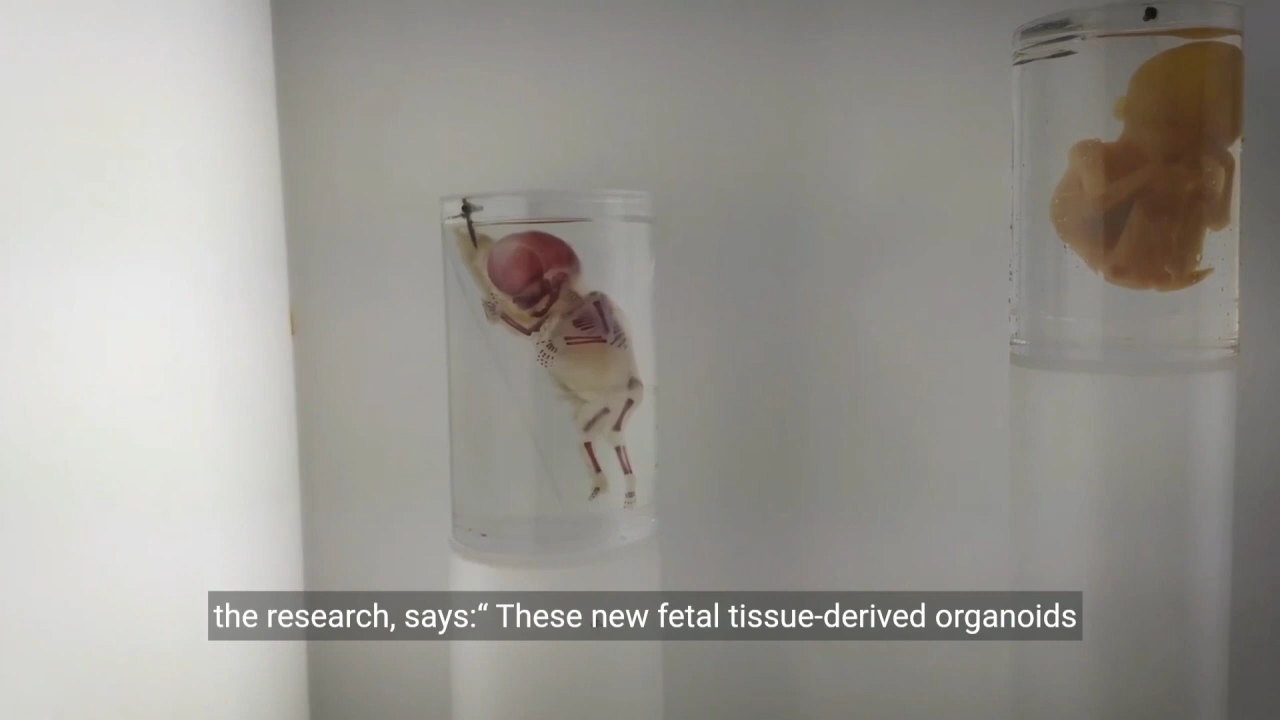 the research, says:“ These new fetal tissue-derived organoids